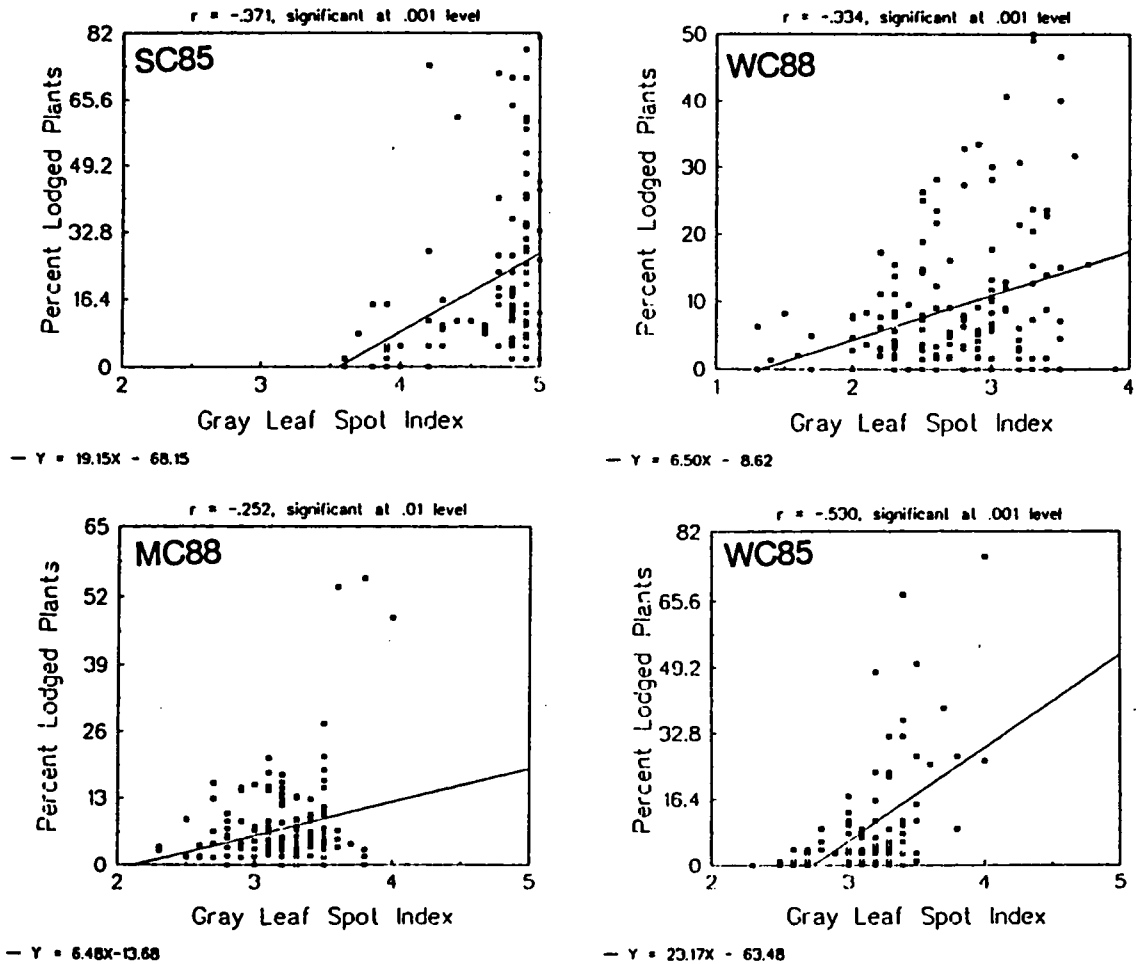 r = -.371, significant at .001 level
SC85
Percent Lodged Plants
82
65.6
49.2
32.8
16.4
0
2 3 4 5
Gray Leaf Spot Index
— Y = 19.15X - 68.15
r = -.334, significant at .001 level
WC88
Percent Lodged Plants
50
40
30
20
10
0
1 2 3 4
Gray Leaf Spot Index
— Y = 6.50X - 8.62
r = -.252, significant at .01 level
MC88
Percent Lodged Plants
65
52
39
26
13
0
2 3 4 5
Gray Leaf Spot Index
— Y = 6.48X-13.68
r = -.530, significant at .001 level
WC85
Percent Lodged Plants
82
65.6
49.2
32.8
16.4
0
2 3 4 5
Gray Leaf Spot Index
— Y = 23.17X - 63.48